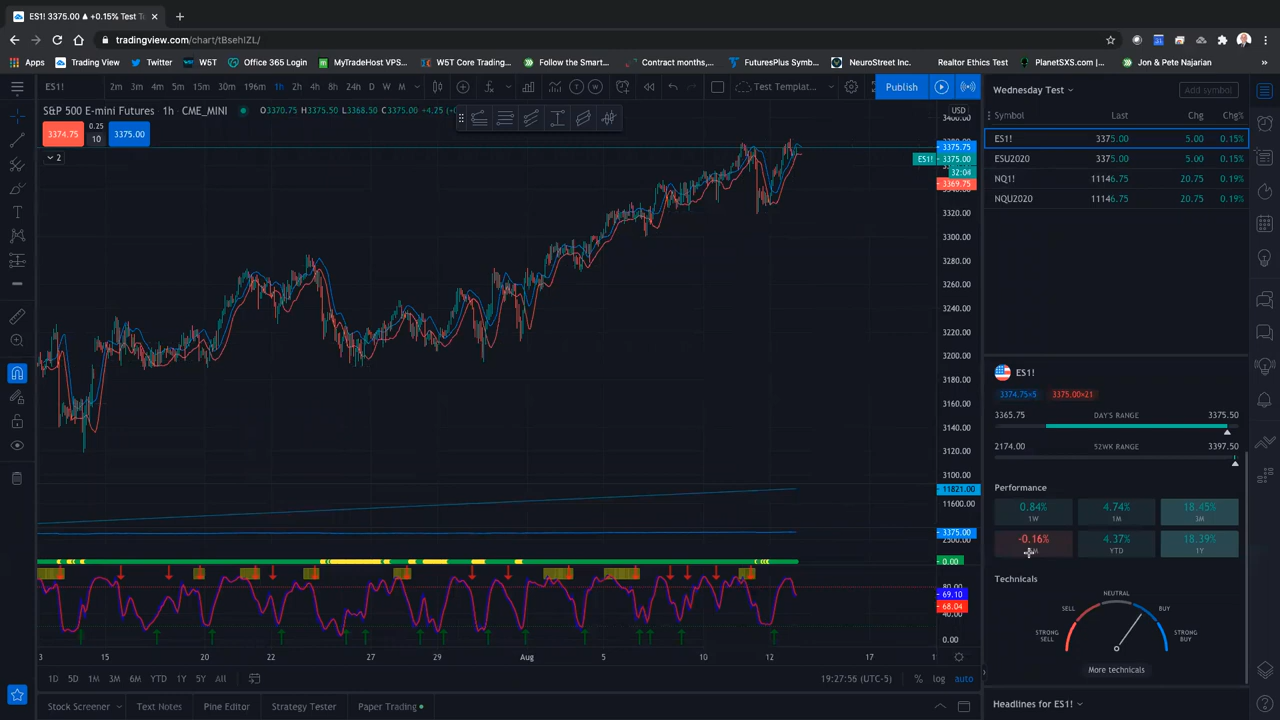 ES1! 3375.00 ▲ +0.15% Test T
tradingview.com/chart/tBsehIZL/
Apps Trading View Twitter WST Office 365 Login MyTradeHost VPS... WST Core Trading... Follow the Smart... Contract months,... FuturesPlus Symb... NeuroStreet Inc. Realtor Ethics Test PlanetSXS.org |... Jon & Pete Najarian
ES1! 2m 3m 4m 5m 15m 30m 196m 1h 2h 4h 8h 24h D W M Test Templat... Publish
S&P 500 E-mini Futures · 1h · CME_MINI O3370.75 H3375.50 L3368.50 C3375.00 +4.75
3374.75
0.25
10
3375.00
2
USD
3400.00
3375.75
ES1! 3375.00
32:04
3369.75
3320.00
3300.00
3280.00
3260.00
3240.00
3220.00
3200.00
3180.00
3160.00
3140.00
3120.00
3100.00
11821.00
11600.00
3375.00
0.00
80.00
69.10
68.04
0.00
3 15 20 22 27 29 Aug 5 10 12 17 1
1D 5D 1M 3M 6M YTD 1Y 5Y All 19:27:56 (UTC-5) % log auto
Stock Screener Text Notes Pine Editor Strategy Tester Paper Trading
Wednesday Test Add symbol
Symbol Last Chg Chg%
ES1! 3375.00 5.00 0.15%
ESU2020 3375.00 5.00 0.15%
NQ1! 11146.75 20.75 0.19%
NQU2020 11146.75 20.75 0.19%
ES1!
3374.75×5 3375.00×21
3365.75 DAY'S RANGE 3375.50
2174.00 52WK RANGE 3397.50
Performance
0.84% 4.74% 18.45%
1W 1M 3M
-0.16% 4.37% 18.39%
YTD 1Y
Technicals
NEUTRAL
SELL BUY
STRONG SELL STRONG BUY
More technicals
Headlines for ES1!